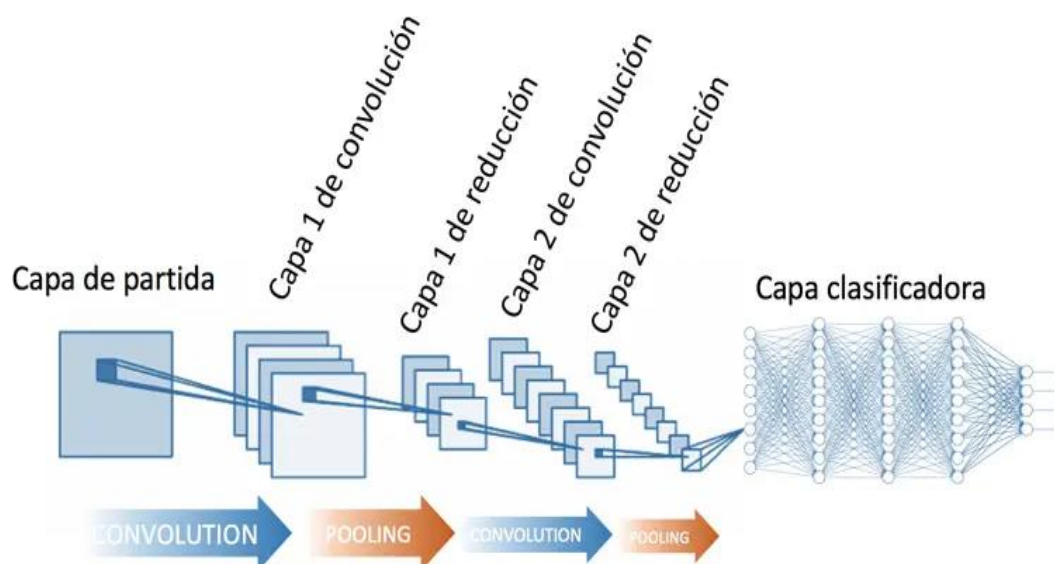 Capa de partida
Capa 1 de convolución
Capa 1 de reducción
Capa 2 de convolución
Capa 2 de reducción
Capa clasificadora
CONVOLUTION
POOLING
CONVOLUTION
POOLING